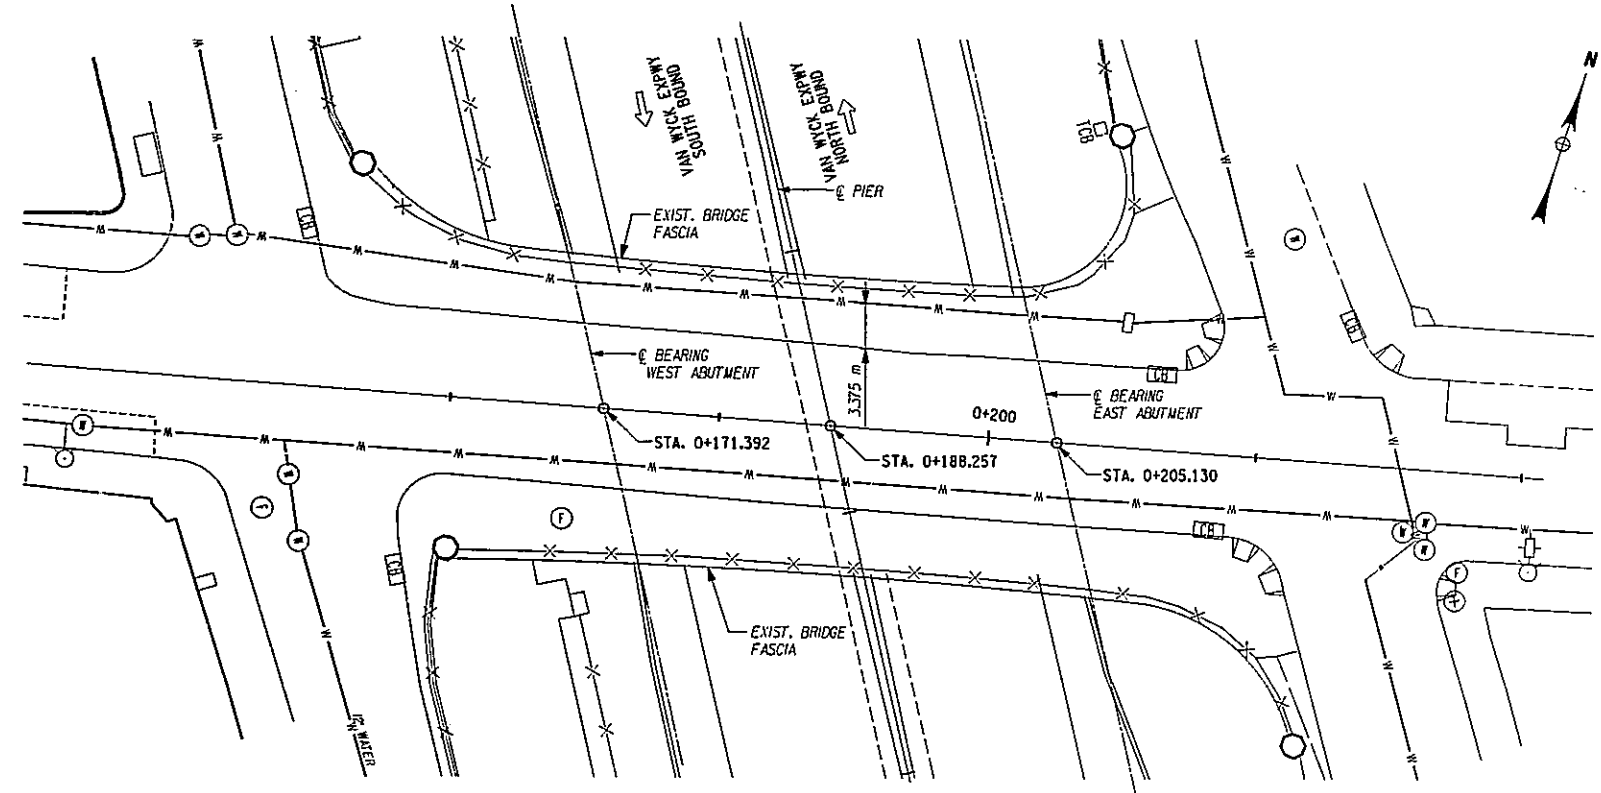 N
VAN WYCK EXPWY
SOUTH BOUND
VAN WYCK EXPWY
NORTH BOUND
TCB
℄ PIER
EXIST. BRIDGE
FASCIA
CB
W
W
CB
℄ BEARING
WEST ABUTMENT
3.375 m
CB
℄ BEARING
EAST ABUTMENT
0+200
STA. 0+171.392
STA. 0+188.257
STA. 0+205.130
F
F
CB
CB
W
W
W
F
EXIST. BRIDGE
FASCIA
12" WATER